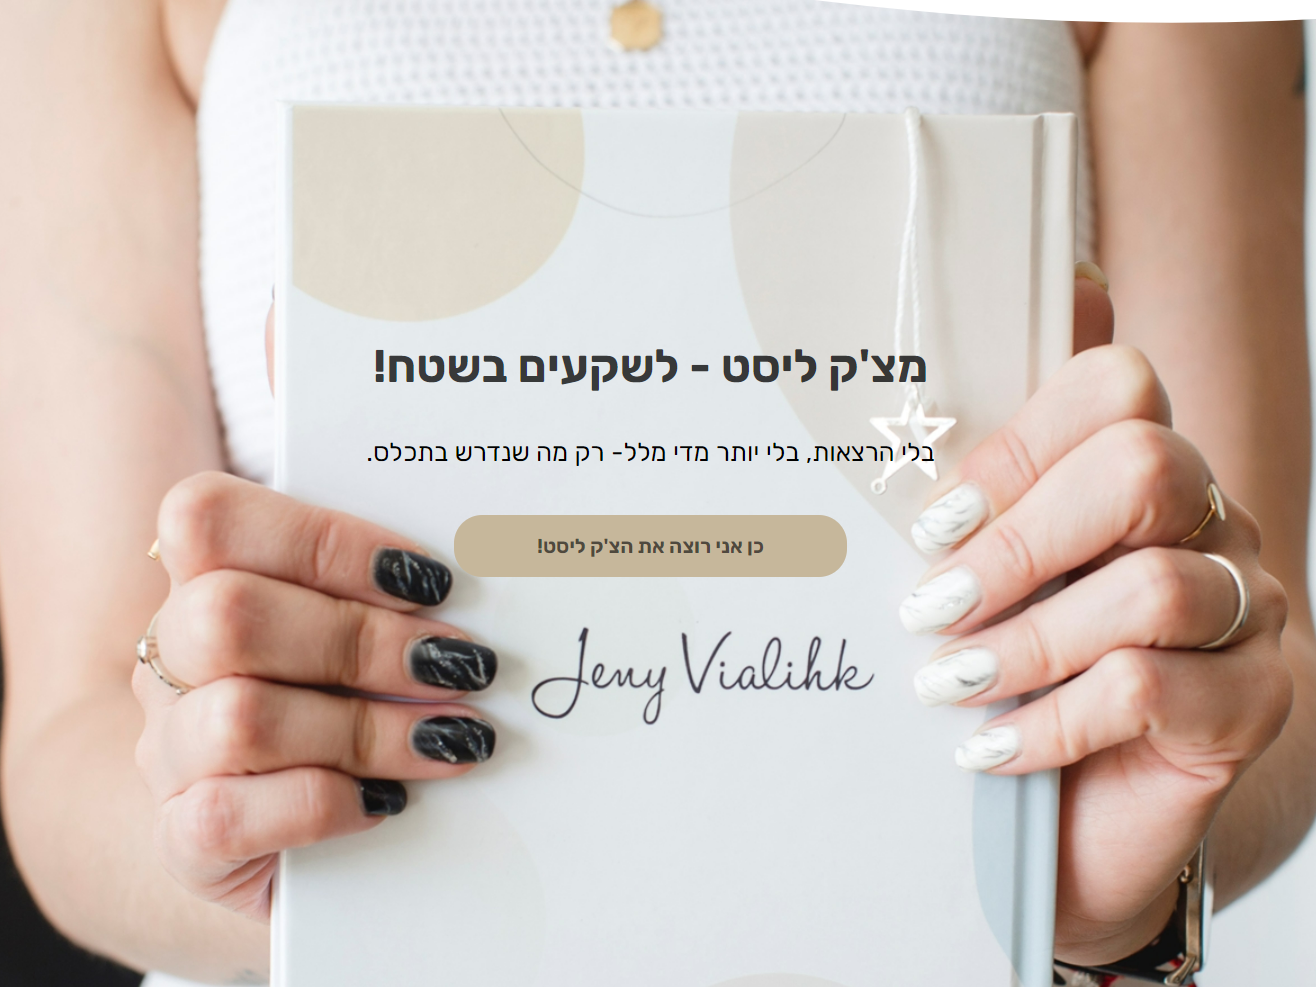 מצ'ק ליסט - לשקעים בשטח!
בלי הרצאות, בלי יותר מדי מלל- רק מה שנדרש בתכלס.
כן אני רוצה את הצ'ק ליסט!
Jeny Vialihk